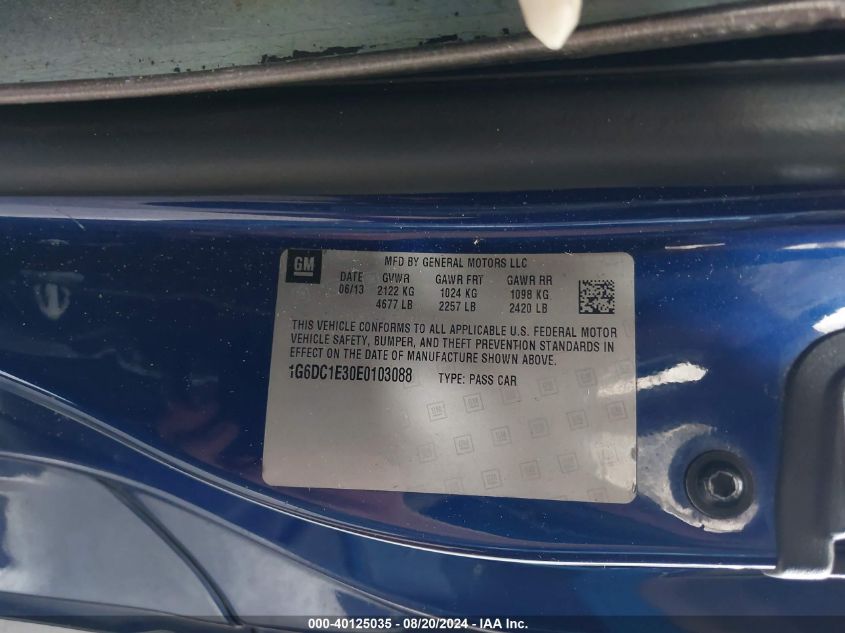 GM
MFD BY GENERAL MOTORS LLC
DATE GVWR GAWR FRT GAWR RR
06/13 2122 KG 1024 KG 1098 KG
4677 LB 2257 LB 2420 LB
THIS VEHICLE CONFORMS TO ALL APPLICABLE U.S. FEDERAL MOTOR
VEHICLE SAFETY, BUMPER, AND THEFT PREVENTION STANDARDS IN
EFFECT ON THE DATE OF MANUFACTURE SHOWN ABOVE.
1G6DC1E30E0103088 TYPE: PASS CAR
000-40125035 - 08/20/2024 - IAA Inc.